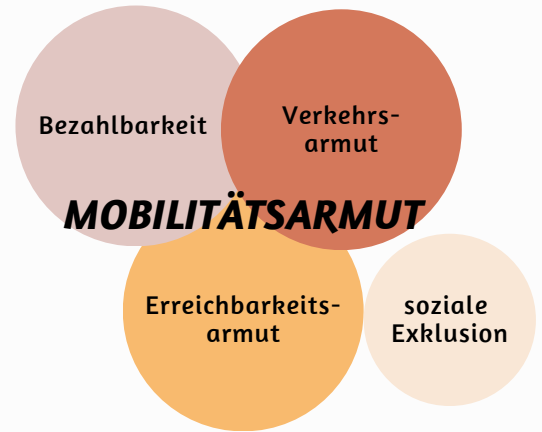 Bezahlbarkeit
Verkehrs-
armut
MOBILITÄTSARMUT
Erreichbarkeits-
armut
soziale
Exklusion